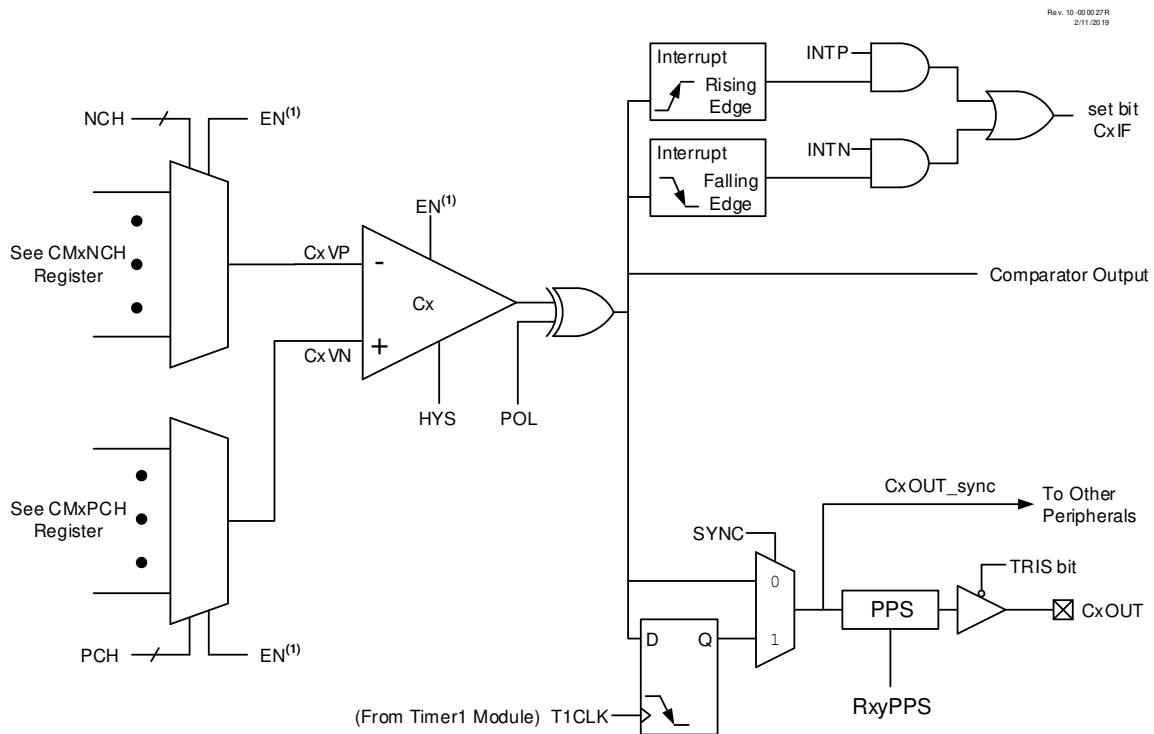 Rev. 10-000027R
2/11/2019
NCH
EN(1)
See CMxNCH
Register
CxVP
EN(1)
-
Cx
+
CxVN
HYS
POL
See CMxPCH
Register
PCH
EN(1)
Interrupt
Rising
Edge
INTP
Interrupt
Falling
Edge
INTN
set bit
CxIF
Comparator Output
CxOUT_sync
To Other
Peripherals
SYNC
0
1
PPS
TRIS bit
CxOUT
RxyPPS
D
Q
(From Timer1 Module) T1CLK